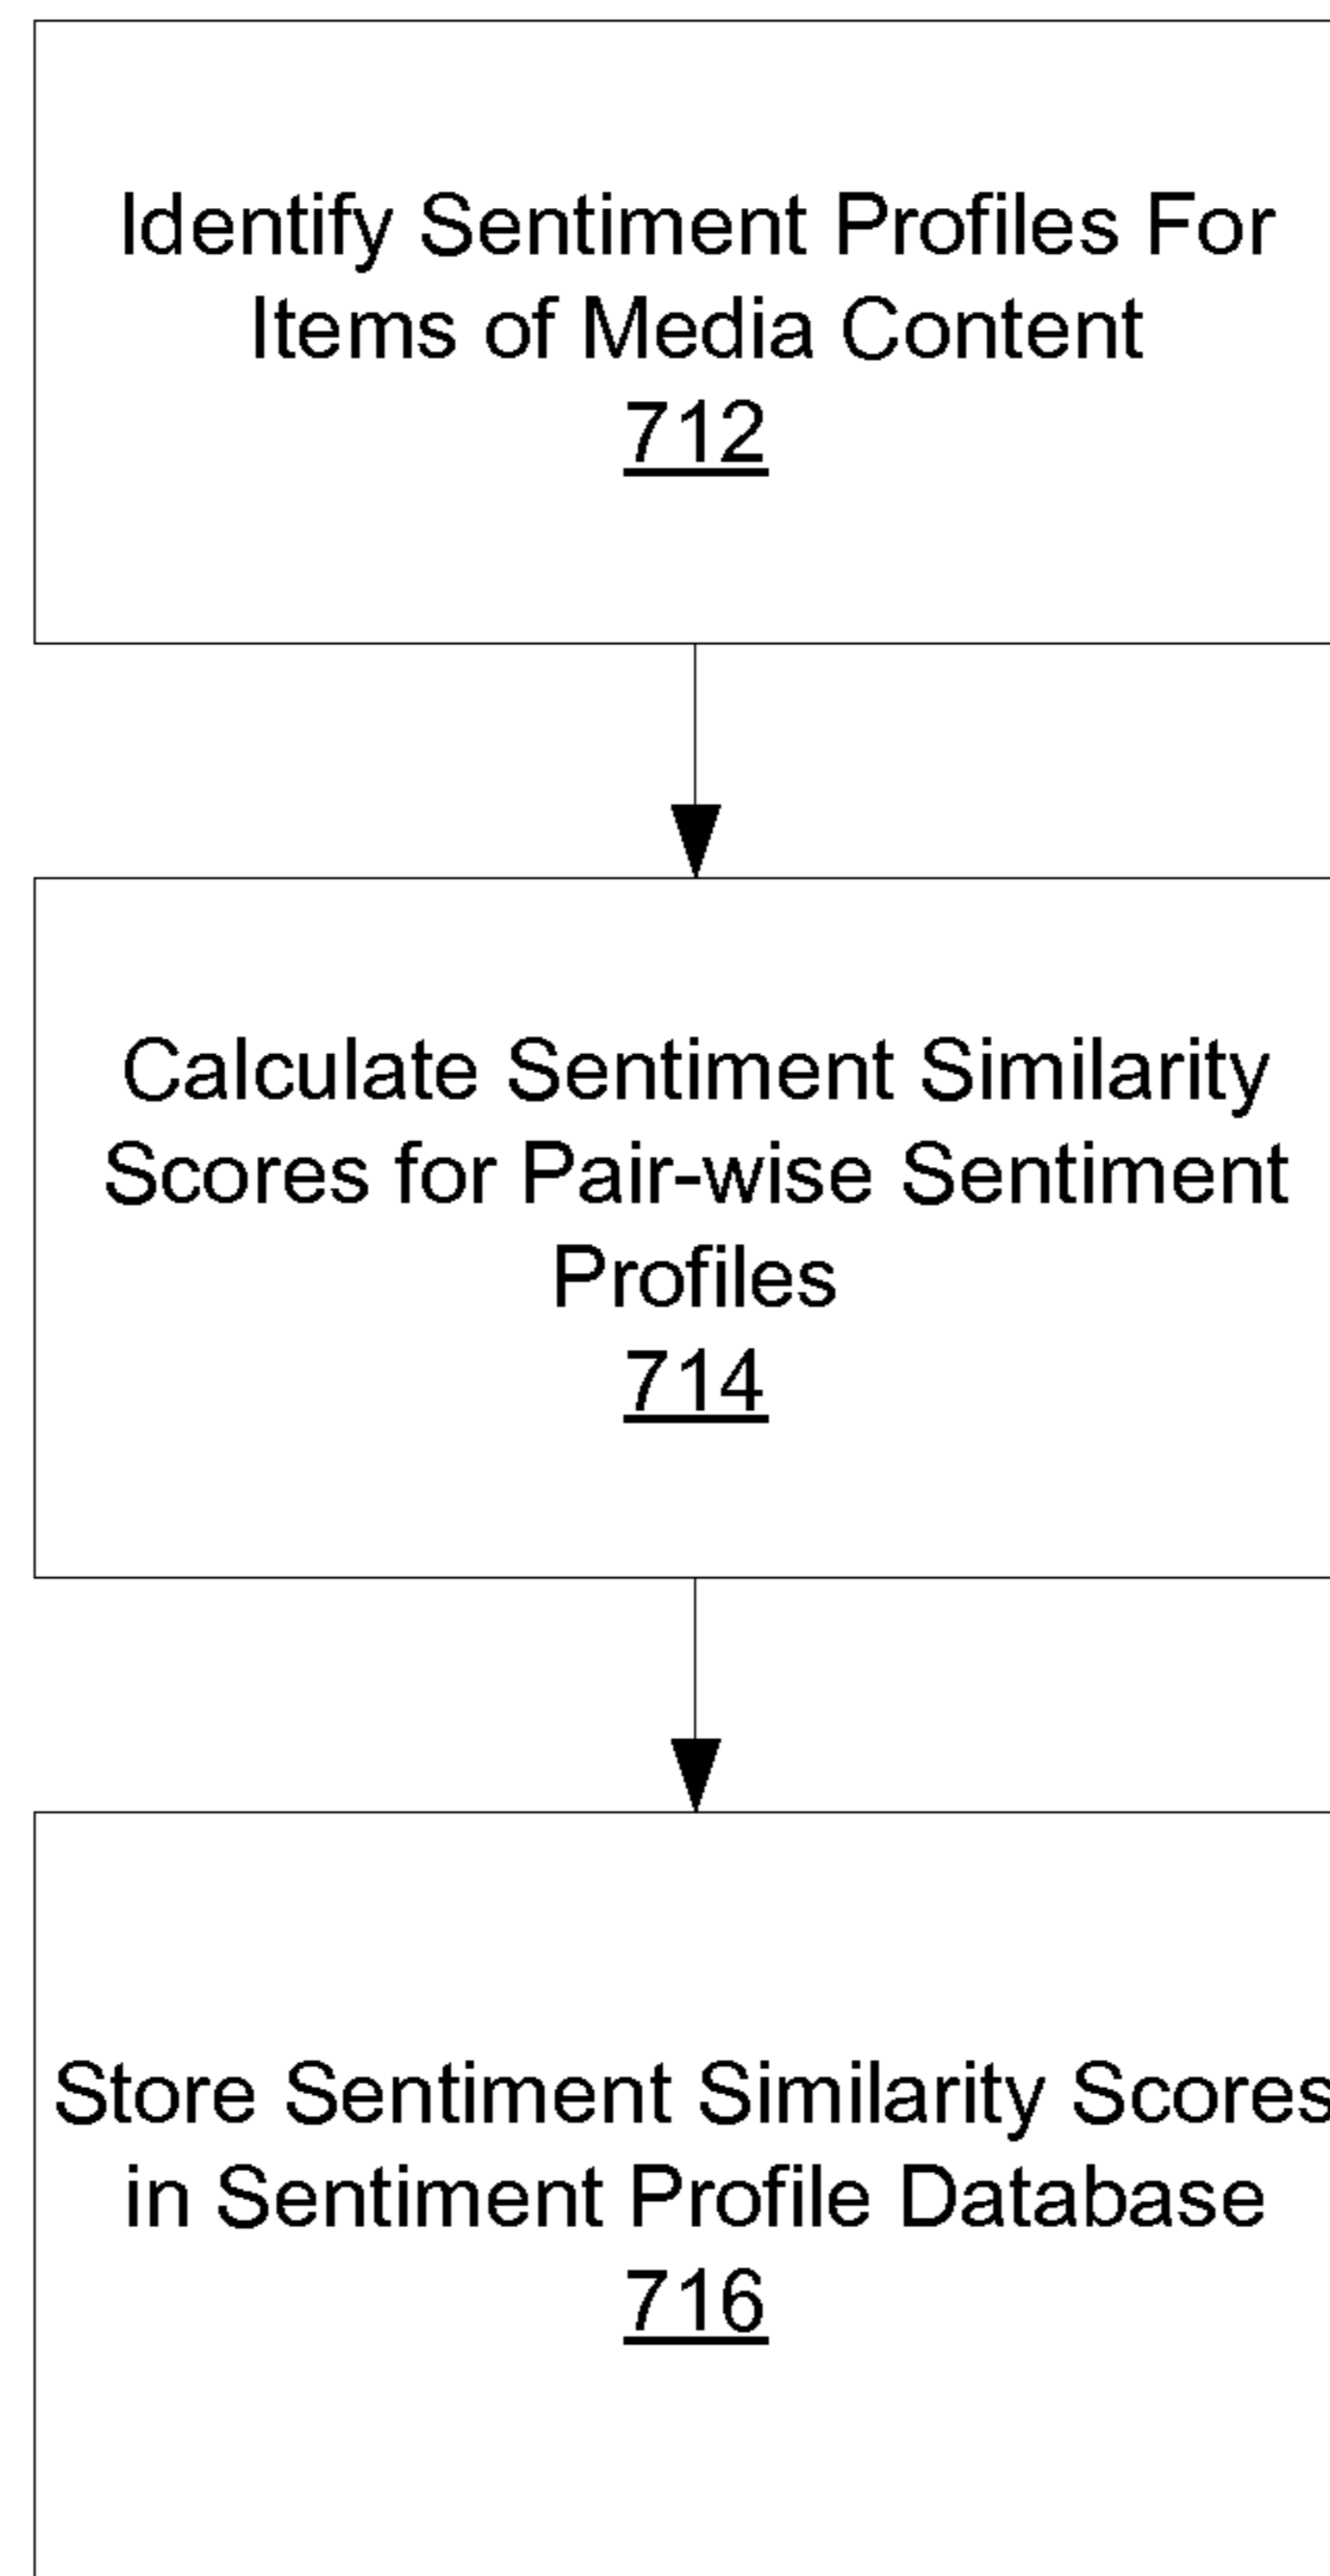 Identify Sentiment Profiles For
Items of Media Content
712
Calculate Sentiment Similarity
Scores for Pair-wise Sentiment
Profiles
714
Store Sentiment Similarity Scores
in Sentiment Profile Database
716